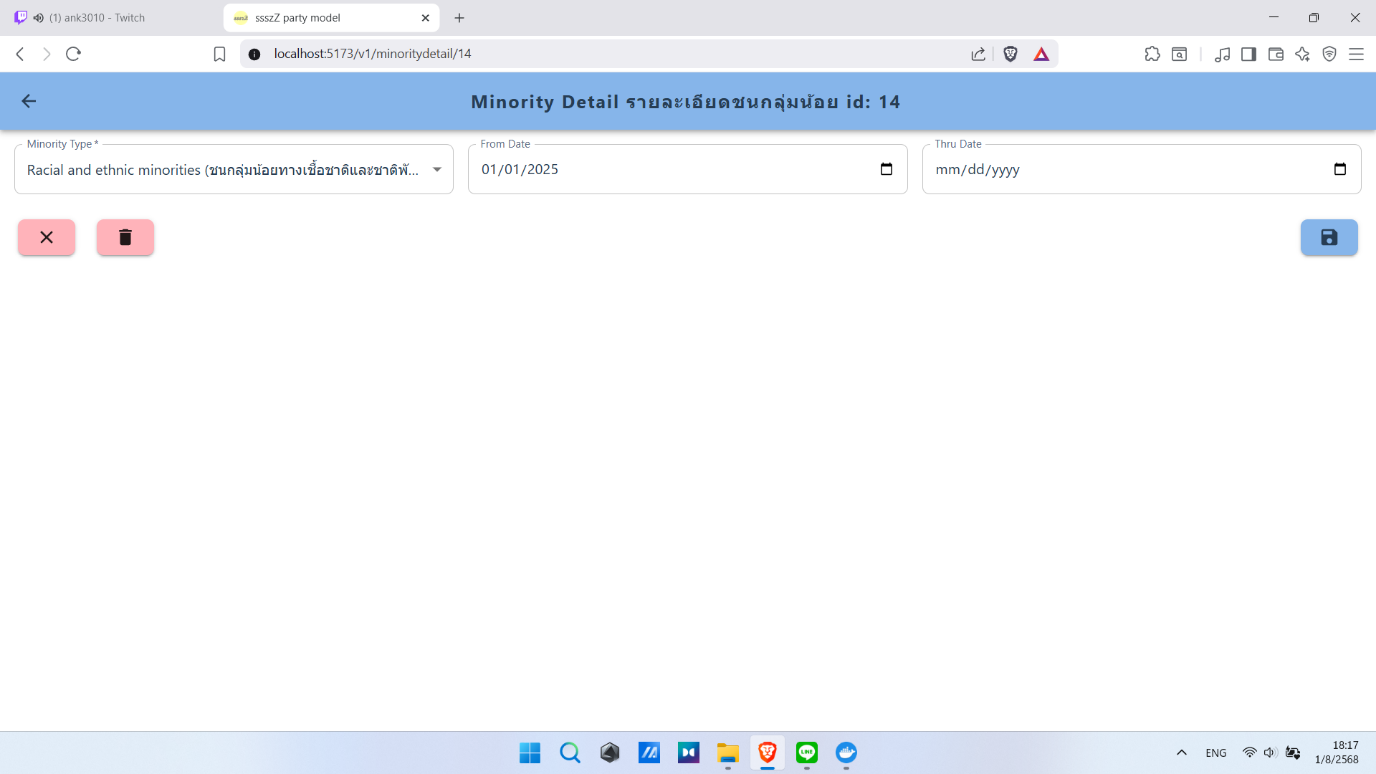 (1) ank3010 - Twitch
ssszZ party model
localhost:5173/v1/minoritydetail/14
Minority Detail รายละเอียดชนกลุ่มน้อย id: 14
Minority Type *
From Date
Thru Date
Racial and ethnic minorities (ชนกลุ่มน้อยทางเชื้อชาติและชาติพั...
01/01/2025
mm/dd/yyyy
ENG
18:17
1/8/2568